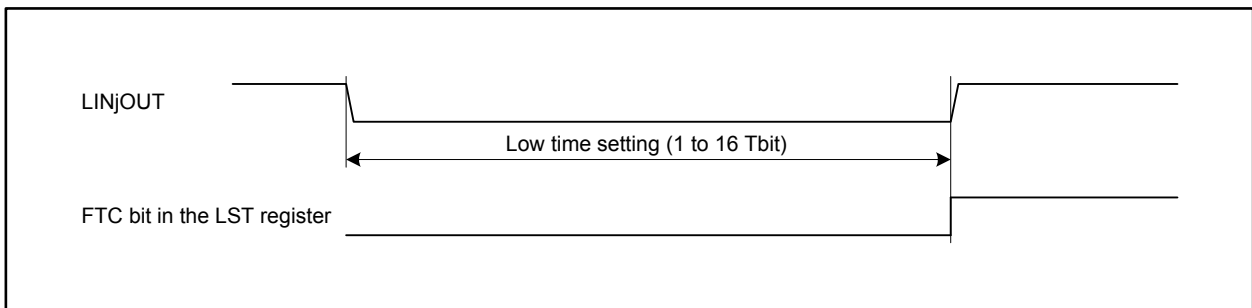 LINjOUT
Low time setting (1 to 16 Tbit)
FTC bit in the LST register